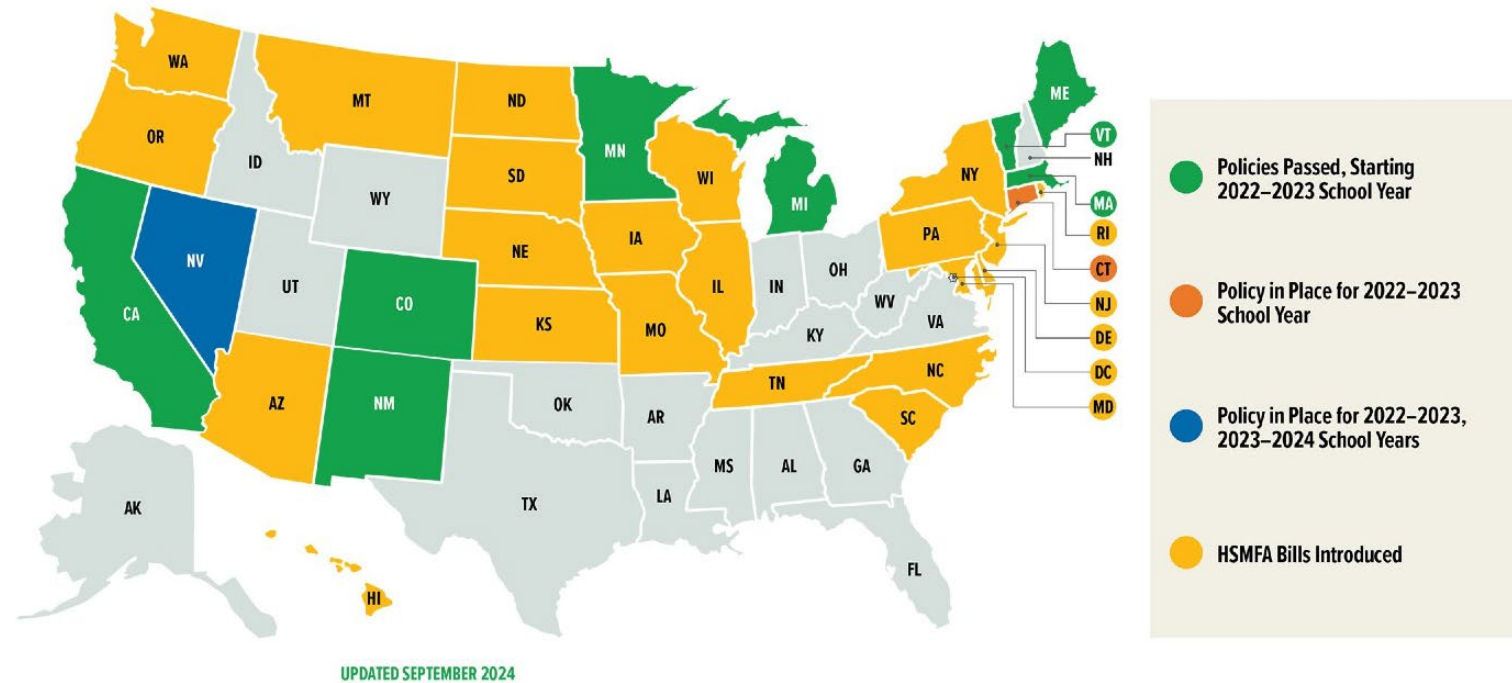 WA
MT
ND
MN
ME
OR
ID
SD
WI
VT
NH
WY
NY
MI
MA
NV
NE
IA
PA
RI
UT
CO
IL
IN
OH
CT
CA
KS
MO
WV
NJ
KY
VA
DE
AZ
NM
TN
NC
DC
OK
AR
SC
MD
MS
AL
GA
TX
LA
AK
FL
HI
UPDATED SEPTEMBER 2024
Policies Passed, Starting
2022–2023 School Year
Policy in Place for 2022–2023
School Year
Policy in Place for 2022–2023,
2023–2024 School Years
HSMFA Bills Introduced